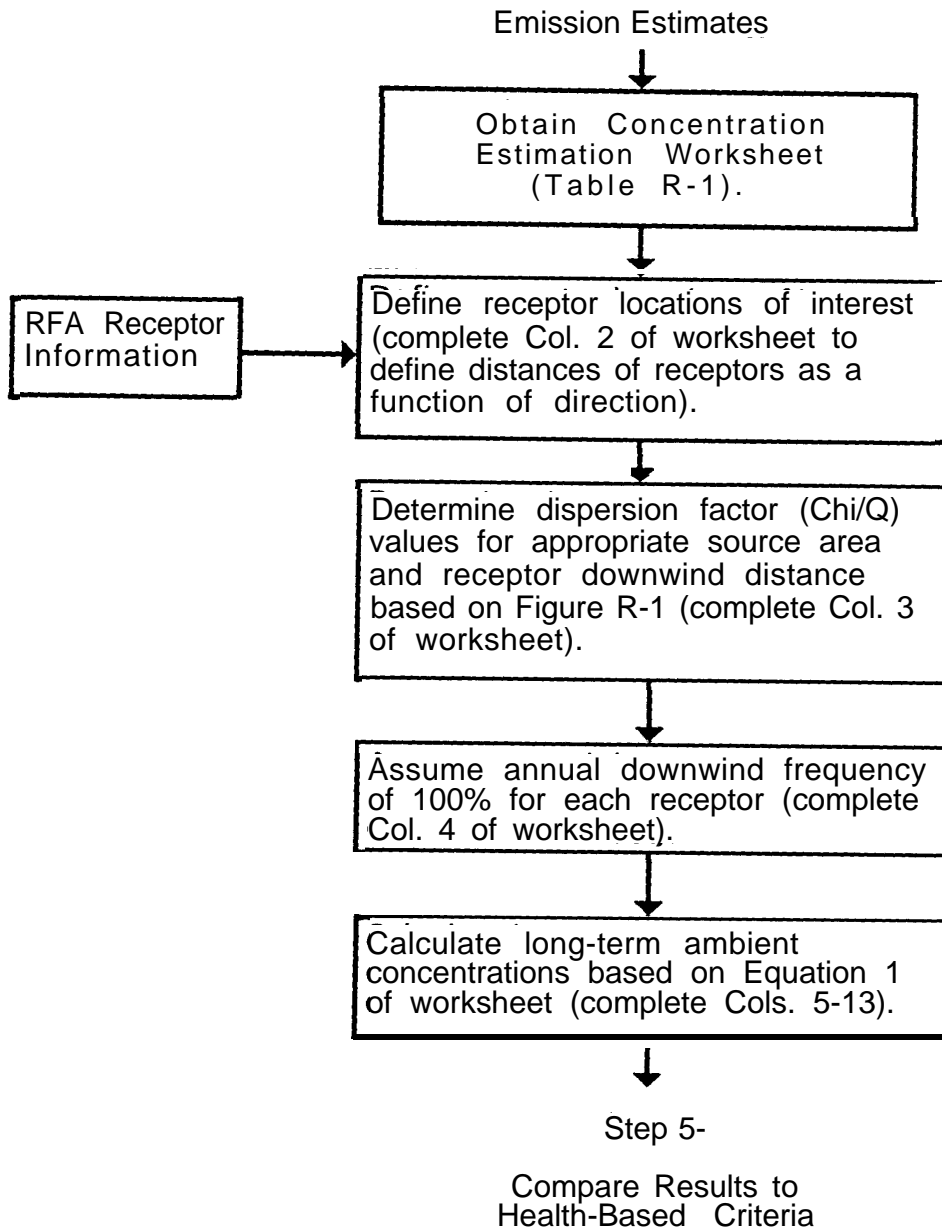 Emission Estimates
Obtain Concentration
Estimation Worksheet
(Table R-1).
RFA Receptor
Information
Define receptor locations of interest
(complete Col. 2 of worksheet to
define distances of receptors as a
function of direction).
Determine dispersion factor (Chi/Q)
values for appropriate source area
and receptor downwind distance
based on Figure R-1 (complete Col. 3
of worksheet).
Assume annual downwind frequency
of 100% for each receptor (complete
Col. 4 of worksheet).
Calculate long-term ambient
concentrations based on Equation 1
of worksheet (complete Cols. 5-13).
Step 5-
Compare Results to
Health-Based Criteria